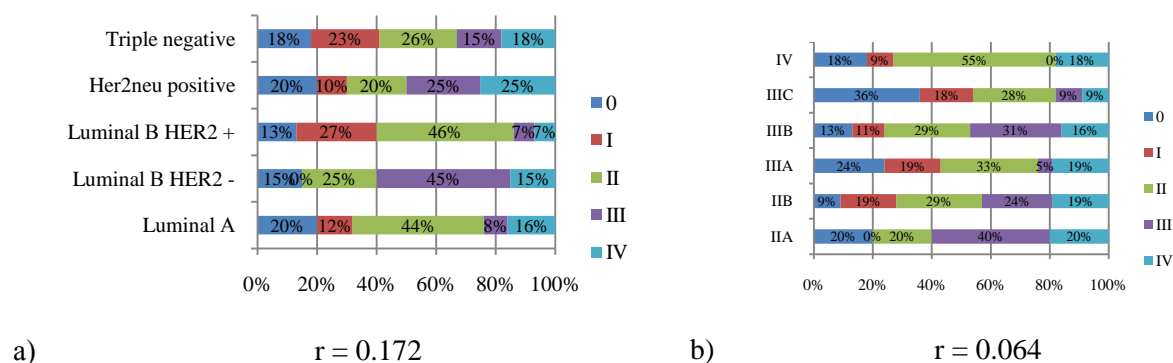 Triple negative 18% 23% 26% 15% 18%
Her2neu positive 20% 10% 20% 25% 25%
Luminal B HER2 + 13% 27% 46% 7% 7%
Luminal B HER2 - 15% 0% 25% 45% 15%
Luminal A 20% 12% 44% 8% 16%
0% 20% 40% 60% 80% 100%
0
I
II
III
IV
a) r = 0.172
IV 18% 9% 55% 0% 18%
IIIC 36% 18% 28% 9% 9%
IIIB 13% 11% 29% 31% 16%
IIIA 24% 19% 33% 5% 19%
IIB 9% 19% 29% 24% 19%
IIA 20% 0% 20% 40% 20%
0% 20% 40% 60% 80% 100%
0
I
II
III
IV
b) r = 0.064